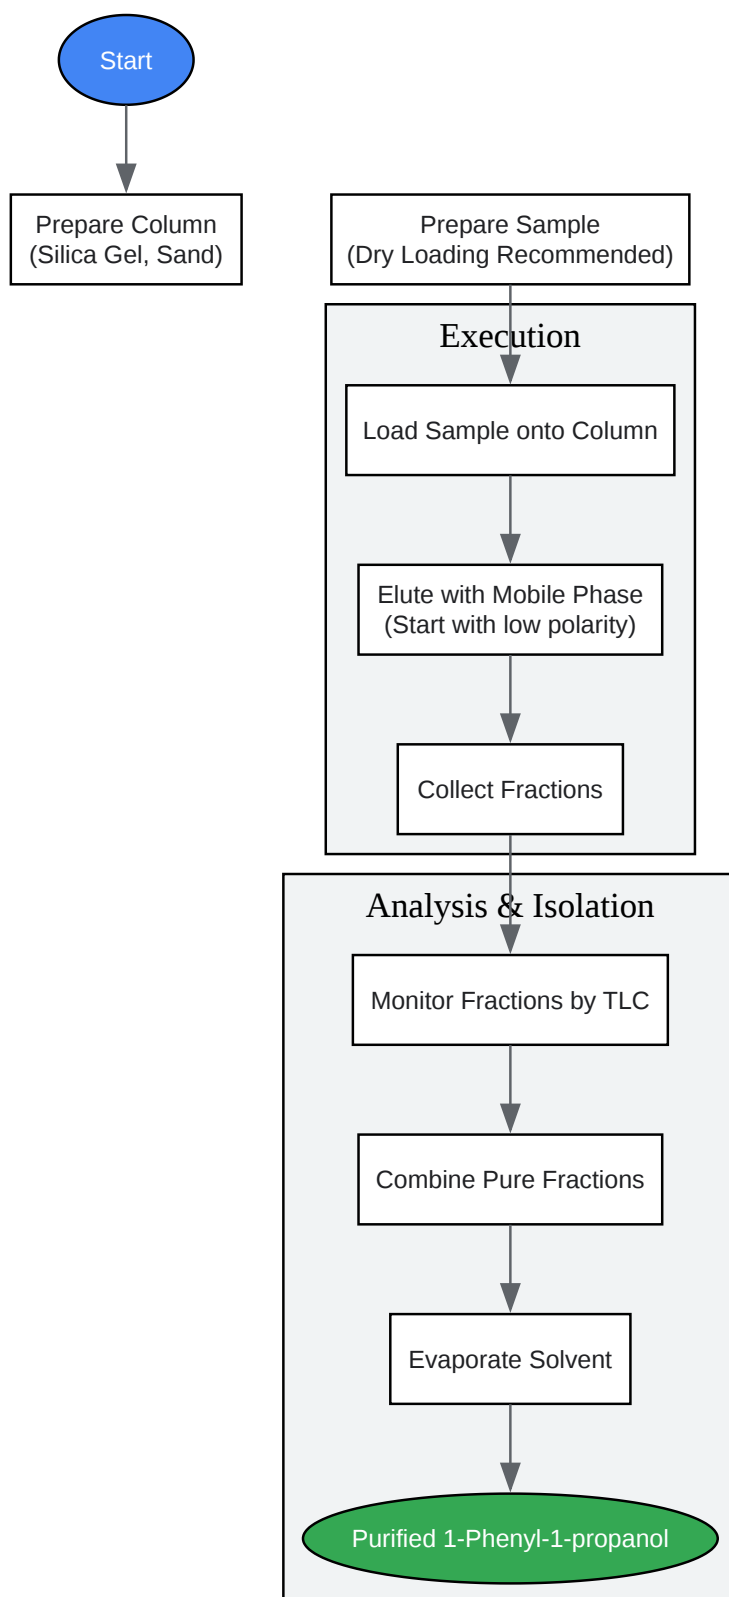 Start
Prepare Column
(Silica Gel, Sand)
Prepare Sample
(Dry Loading Recommended)
Execution
Load Sample onto Column
Elute with Mobile Phase
(Start with low polarity)
Collect Fractions
Analysis & Isolation
Monitor Fractions by TLC
Combine Pure Fractions
Evaporate Solvent
Purified 1-Phenyl-1-propanol